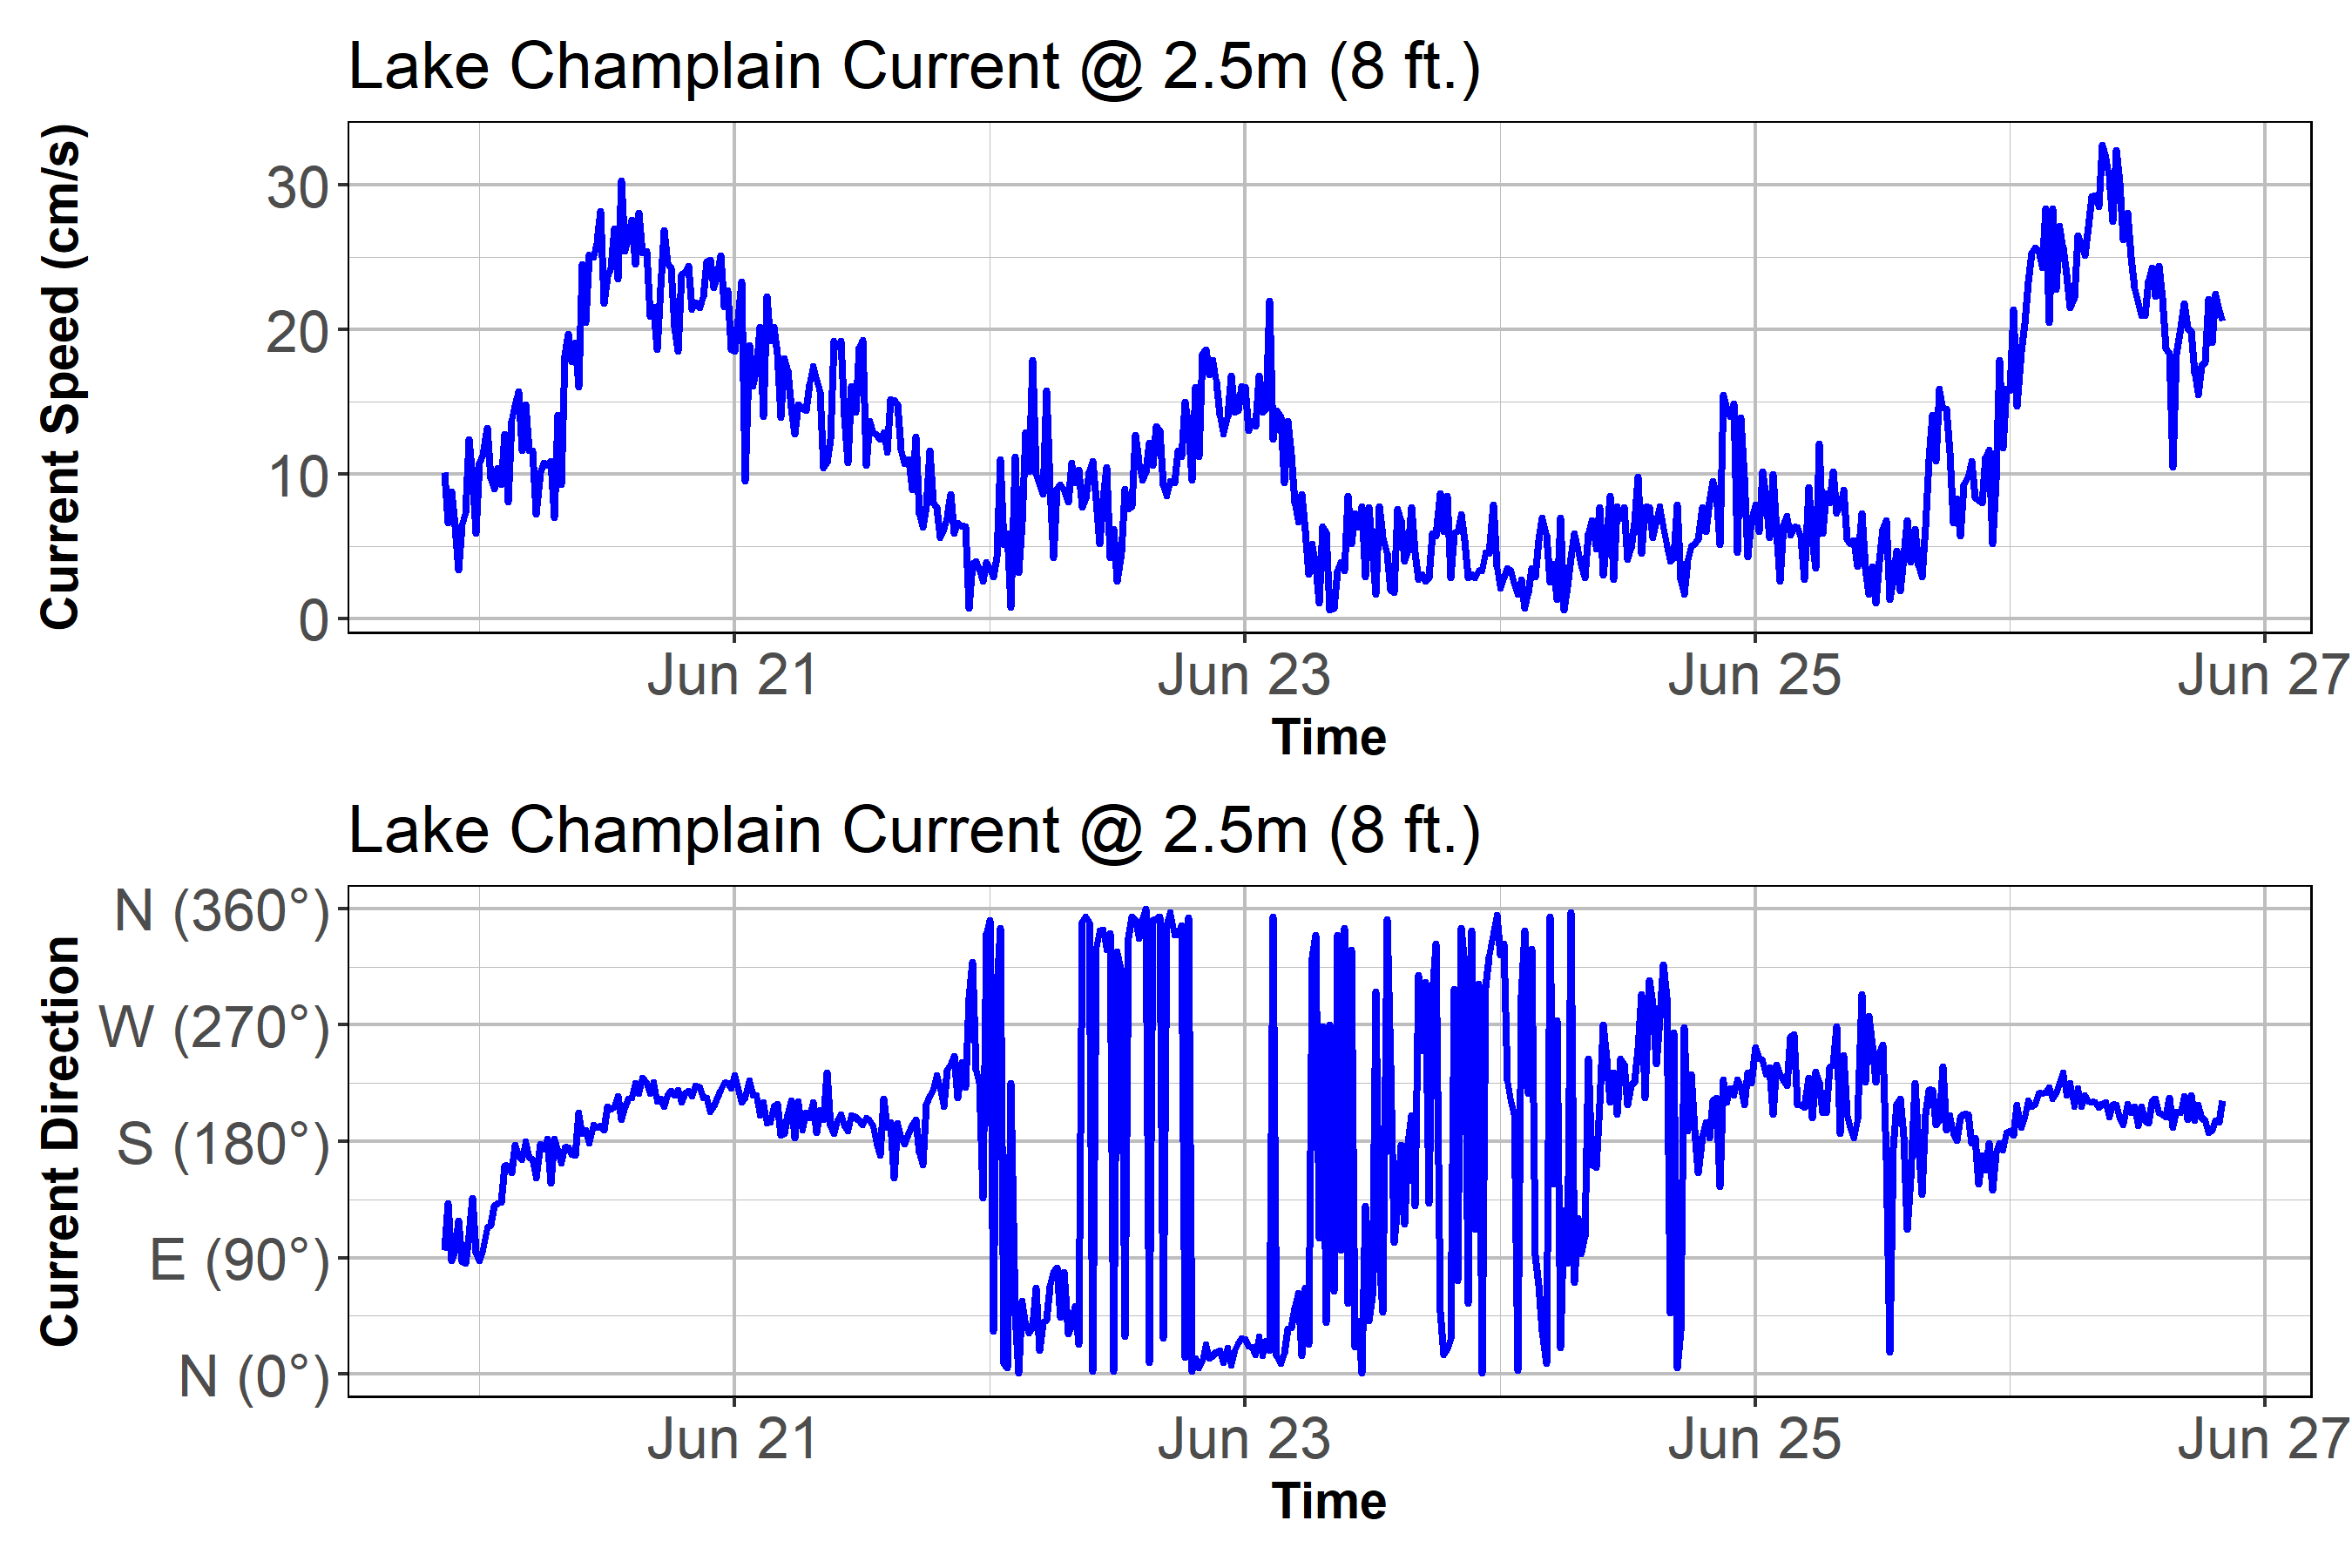 Lake Champlain Current @ 2.5m (8 ft.)
Current Speed (cm/s)
30
20
10
0
Jun 21 Jun 23 Jun 25 Jun 27
Time
Lake Champlain Current @ 2.5m (8 ft.)
Current Direction
N (360°)
W (270°)
S (180°)
E (90°)
N (0°)
Jun 21 Jun 23 Jun 25 Jun 27
Time